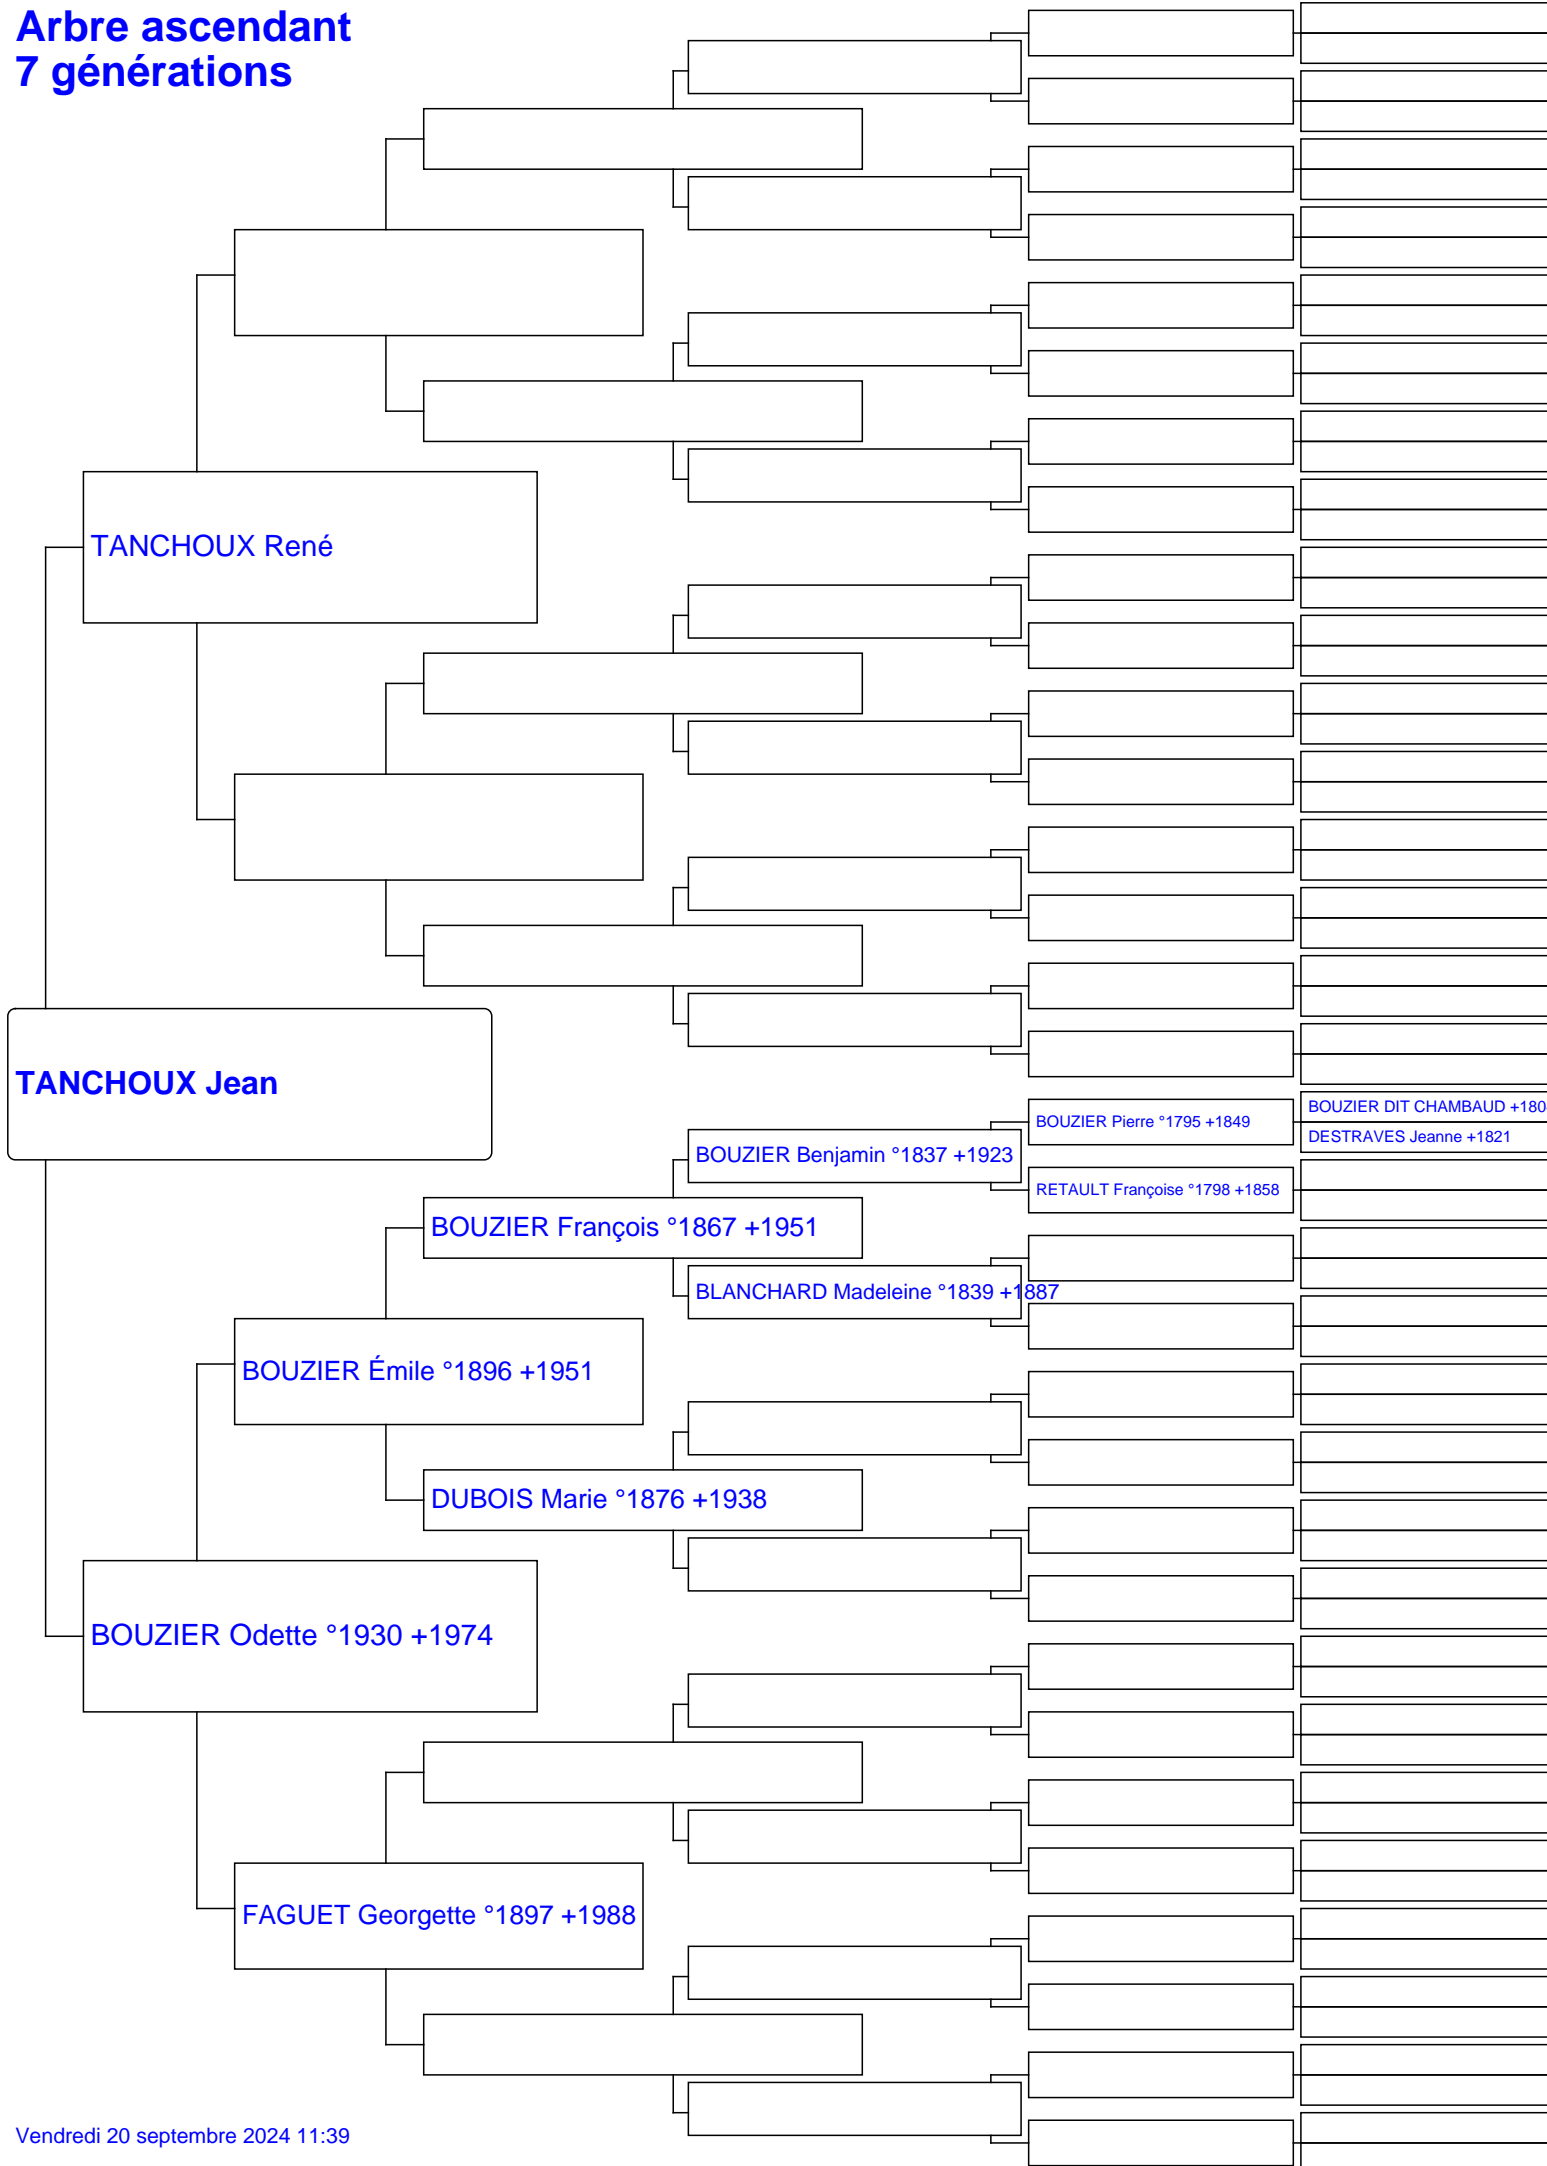 Arbre ascendant
7 générations
TANCHOUX René
TANCHOUX Jean
BOUZIER Pierre °1795 +1849
BOUZIER DIT CHAMBAUD
DESTRAVES Jeanne +1821
BOUZIER Benjamin °1837 +1923
RETAULT Françoise °1798 +1858
BOUZIER François °1867 +1951
BLANCHARD Madeleine °1839 +1887
BOUZIER Émile °1896 +1951
DUBOIS Marie °1876 +1938
BOUZIER Odette °1930 +1974
FAGUET Georgette °1897 +1988
Vendredi 20 septembre 2024 11:39